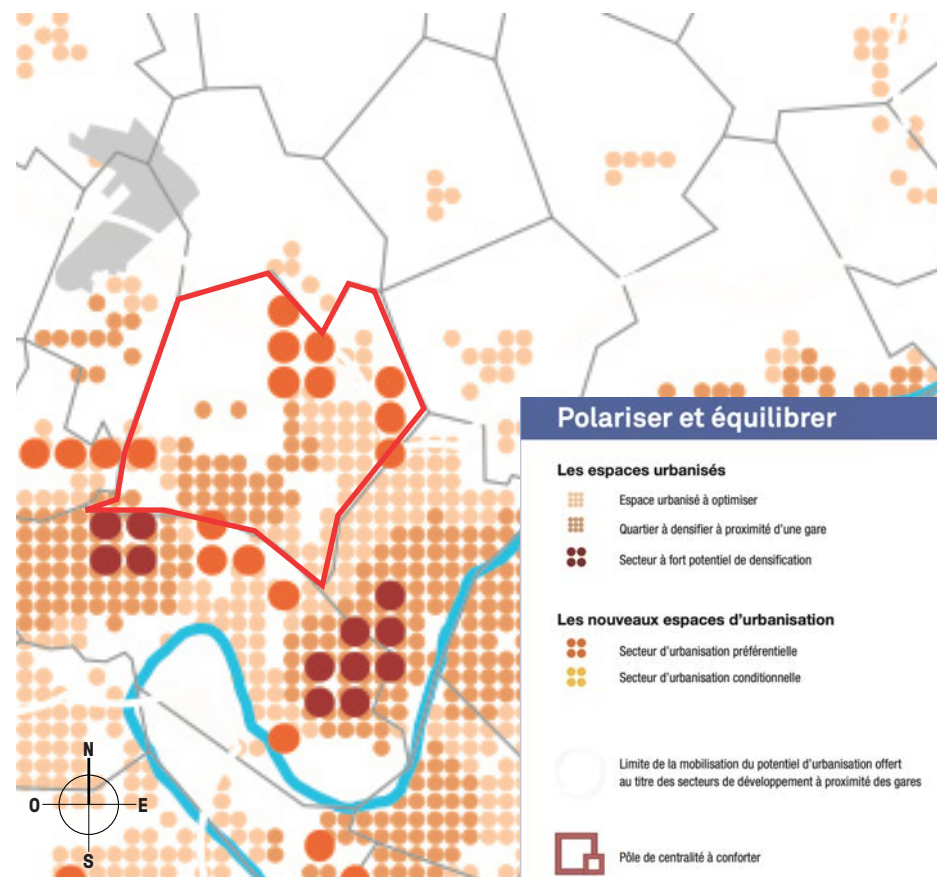 Polariser et équilibrer
Les espaces urbanisés
Espace urbanisé à optimiser
Quartier à densifier à proximité d'une gare
Secteur à fort potentiel de densification
Les nouveaux espaces d'urbanisation
Secteur d'urbanisation préférentielle
Secteur d'urbanisation conditionnelle
Limite de la mobilisation du potentiel d'urbanisation offert
au titre des secteurs de développement à proximité des gares
Pôle de centralité à conforter
N
O E
S